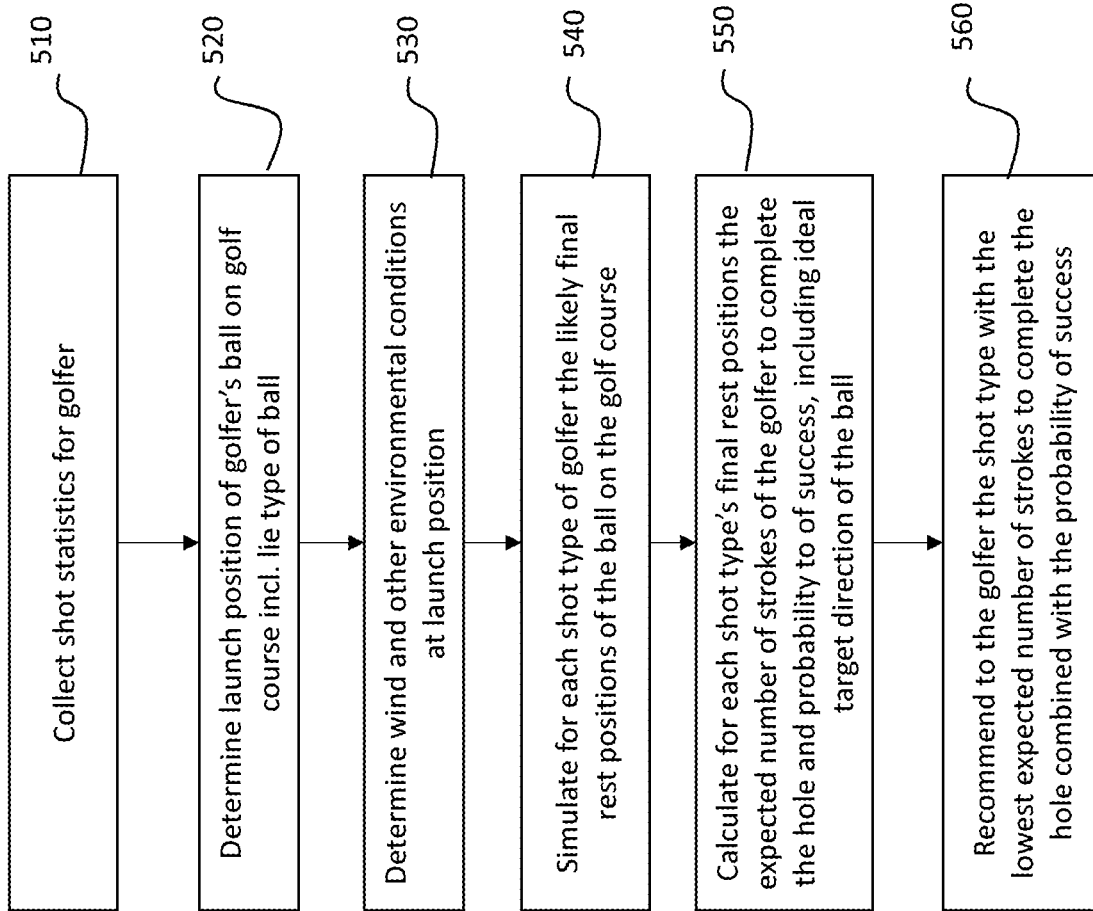 510
Collect shot statistics for golfer
520
Determine launch position of golfer's ball on golf
course incl. lie type of ball
530
Determine wind and other environmental conditions
at launch position
540
Simulate for each shot type of golfer the likely final
rest positions of the ball on the golf course
550
Calculate for each shot type's final rest positions the
expected number of strokes of the golfer to complete
the hole and probability to of success, including ideal
target direction of the ball
560
Recommend to the golfer the shot type with the
lowest expected number of strokes to complete the
hole combined with the probability of success